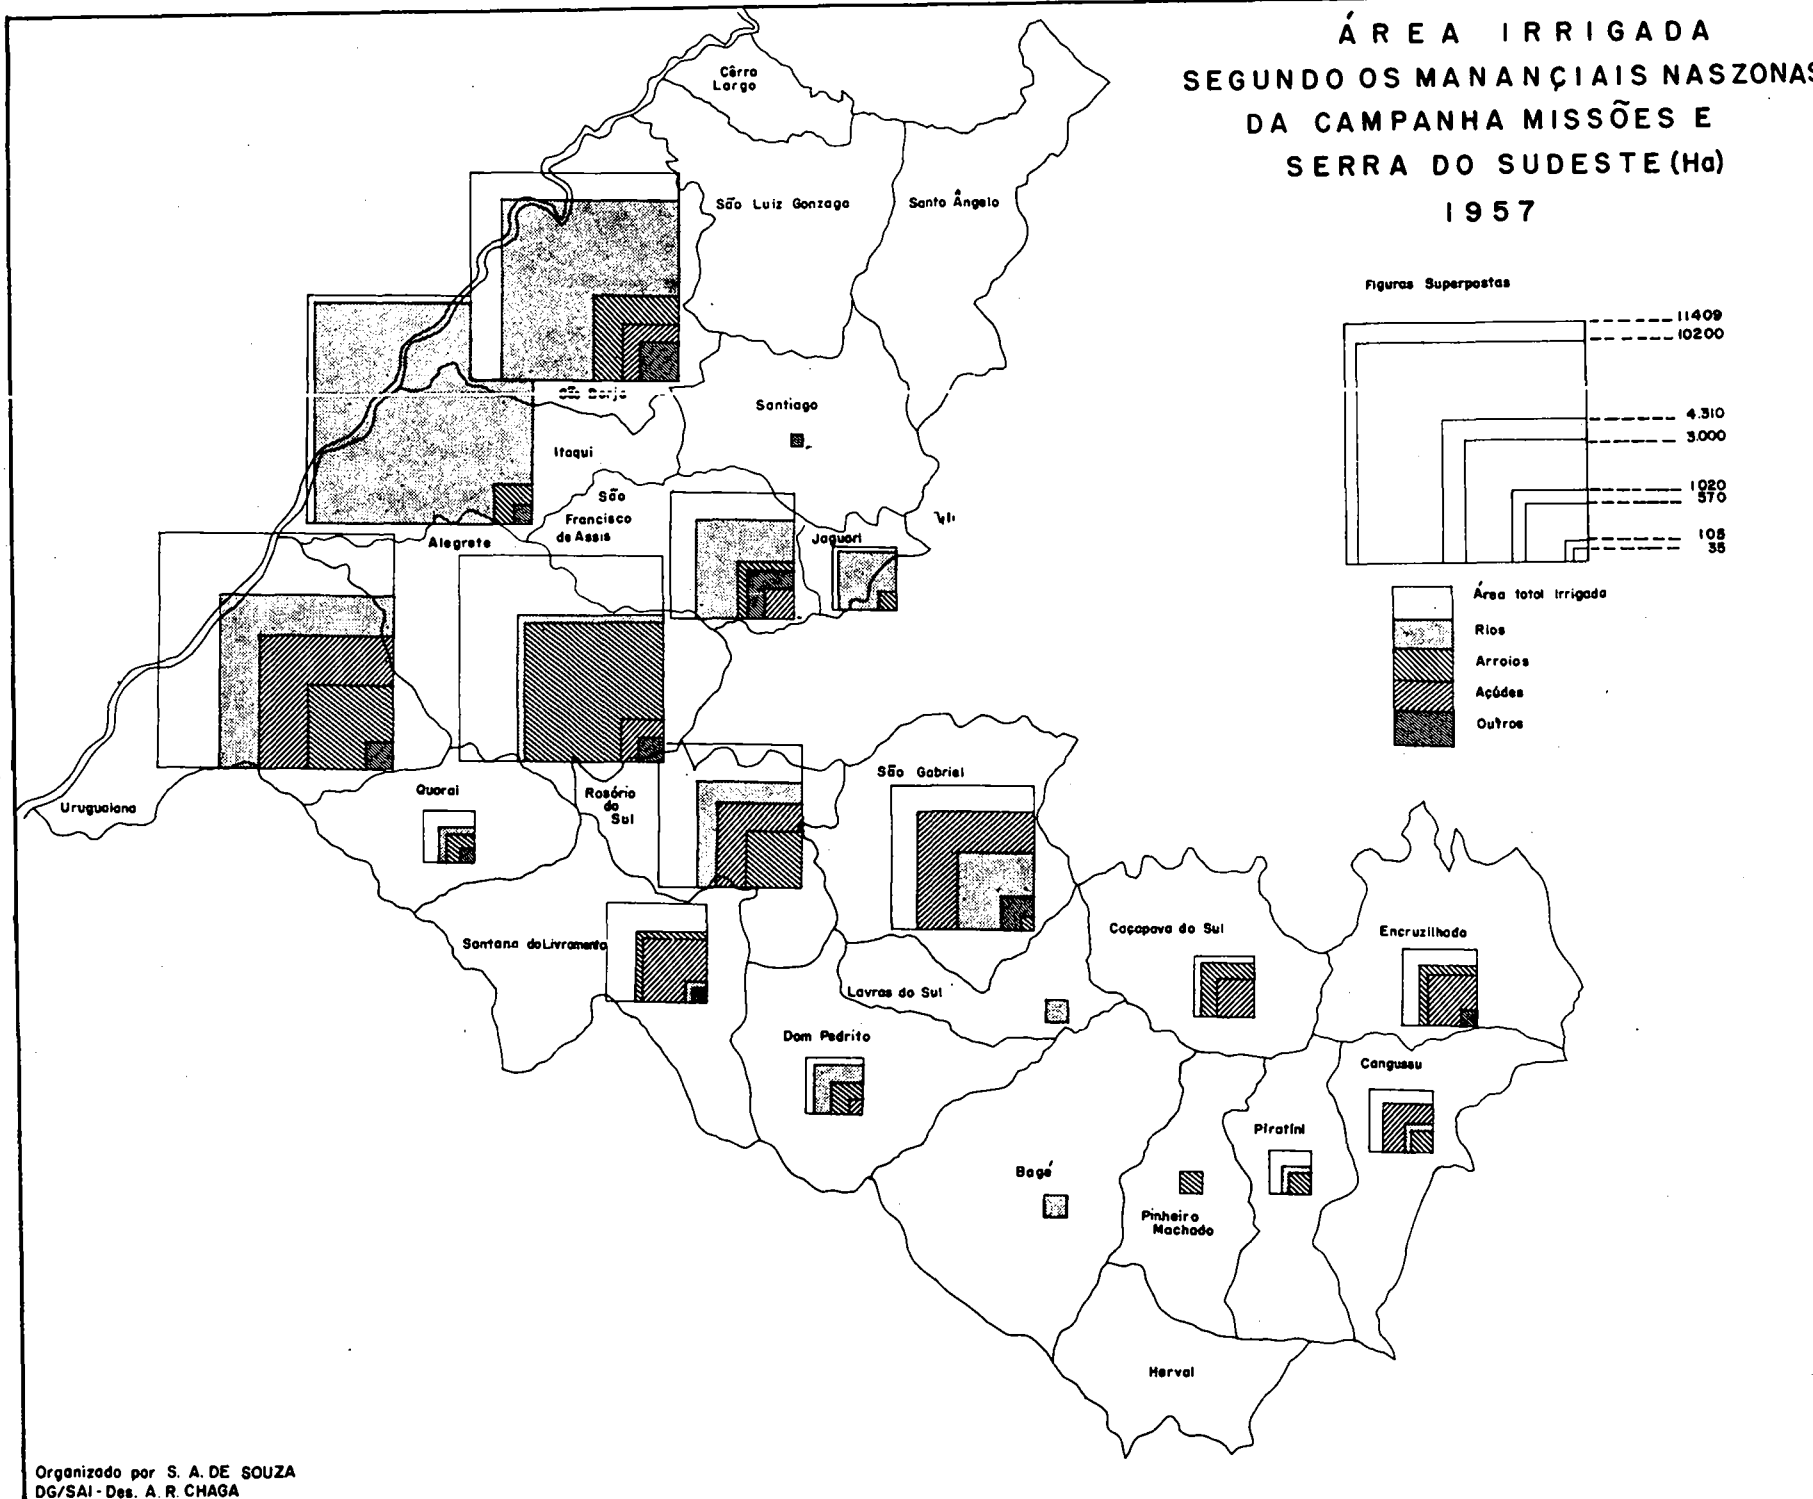 ÁREA IRRIGADA
SEGUNDO OS MANANÇIAIS NASZONAS
DA CAMPANHA MISSÕES E
SERRA DO SUDESTE (Ha)
1957
Figuras Superpostas
11409
10200
4.310
3.000
1020
570
105
35
Área total Irrigada
Rios
Arroios
Açúdes
Outros
Cêrro
Largo
São Luiz Gonzaga
Santo Ângelo
São Borja
Santiago
Itaqui
São
Francisco
de Assis
Jaguari
Alegrete
Uruguaiana
Quarai
Rosário
do
Sul
São Gabriel
Santana do Livramento
Caçapava do Sul
Encruzilhada
Lavras do Sul
Dom Pedrito
Cangussu
Piratini
Bagé
Pinheiro
Machado
Herval
Organizado por S. A. DE SOUZA
DG/SAI - Des. A. R. CHAGA